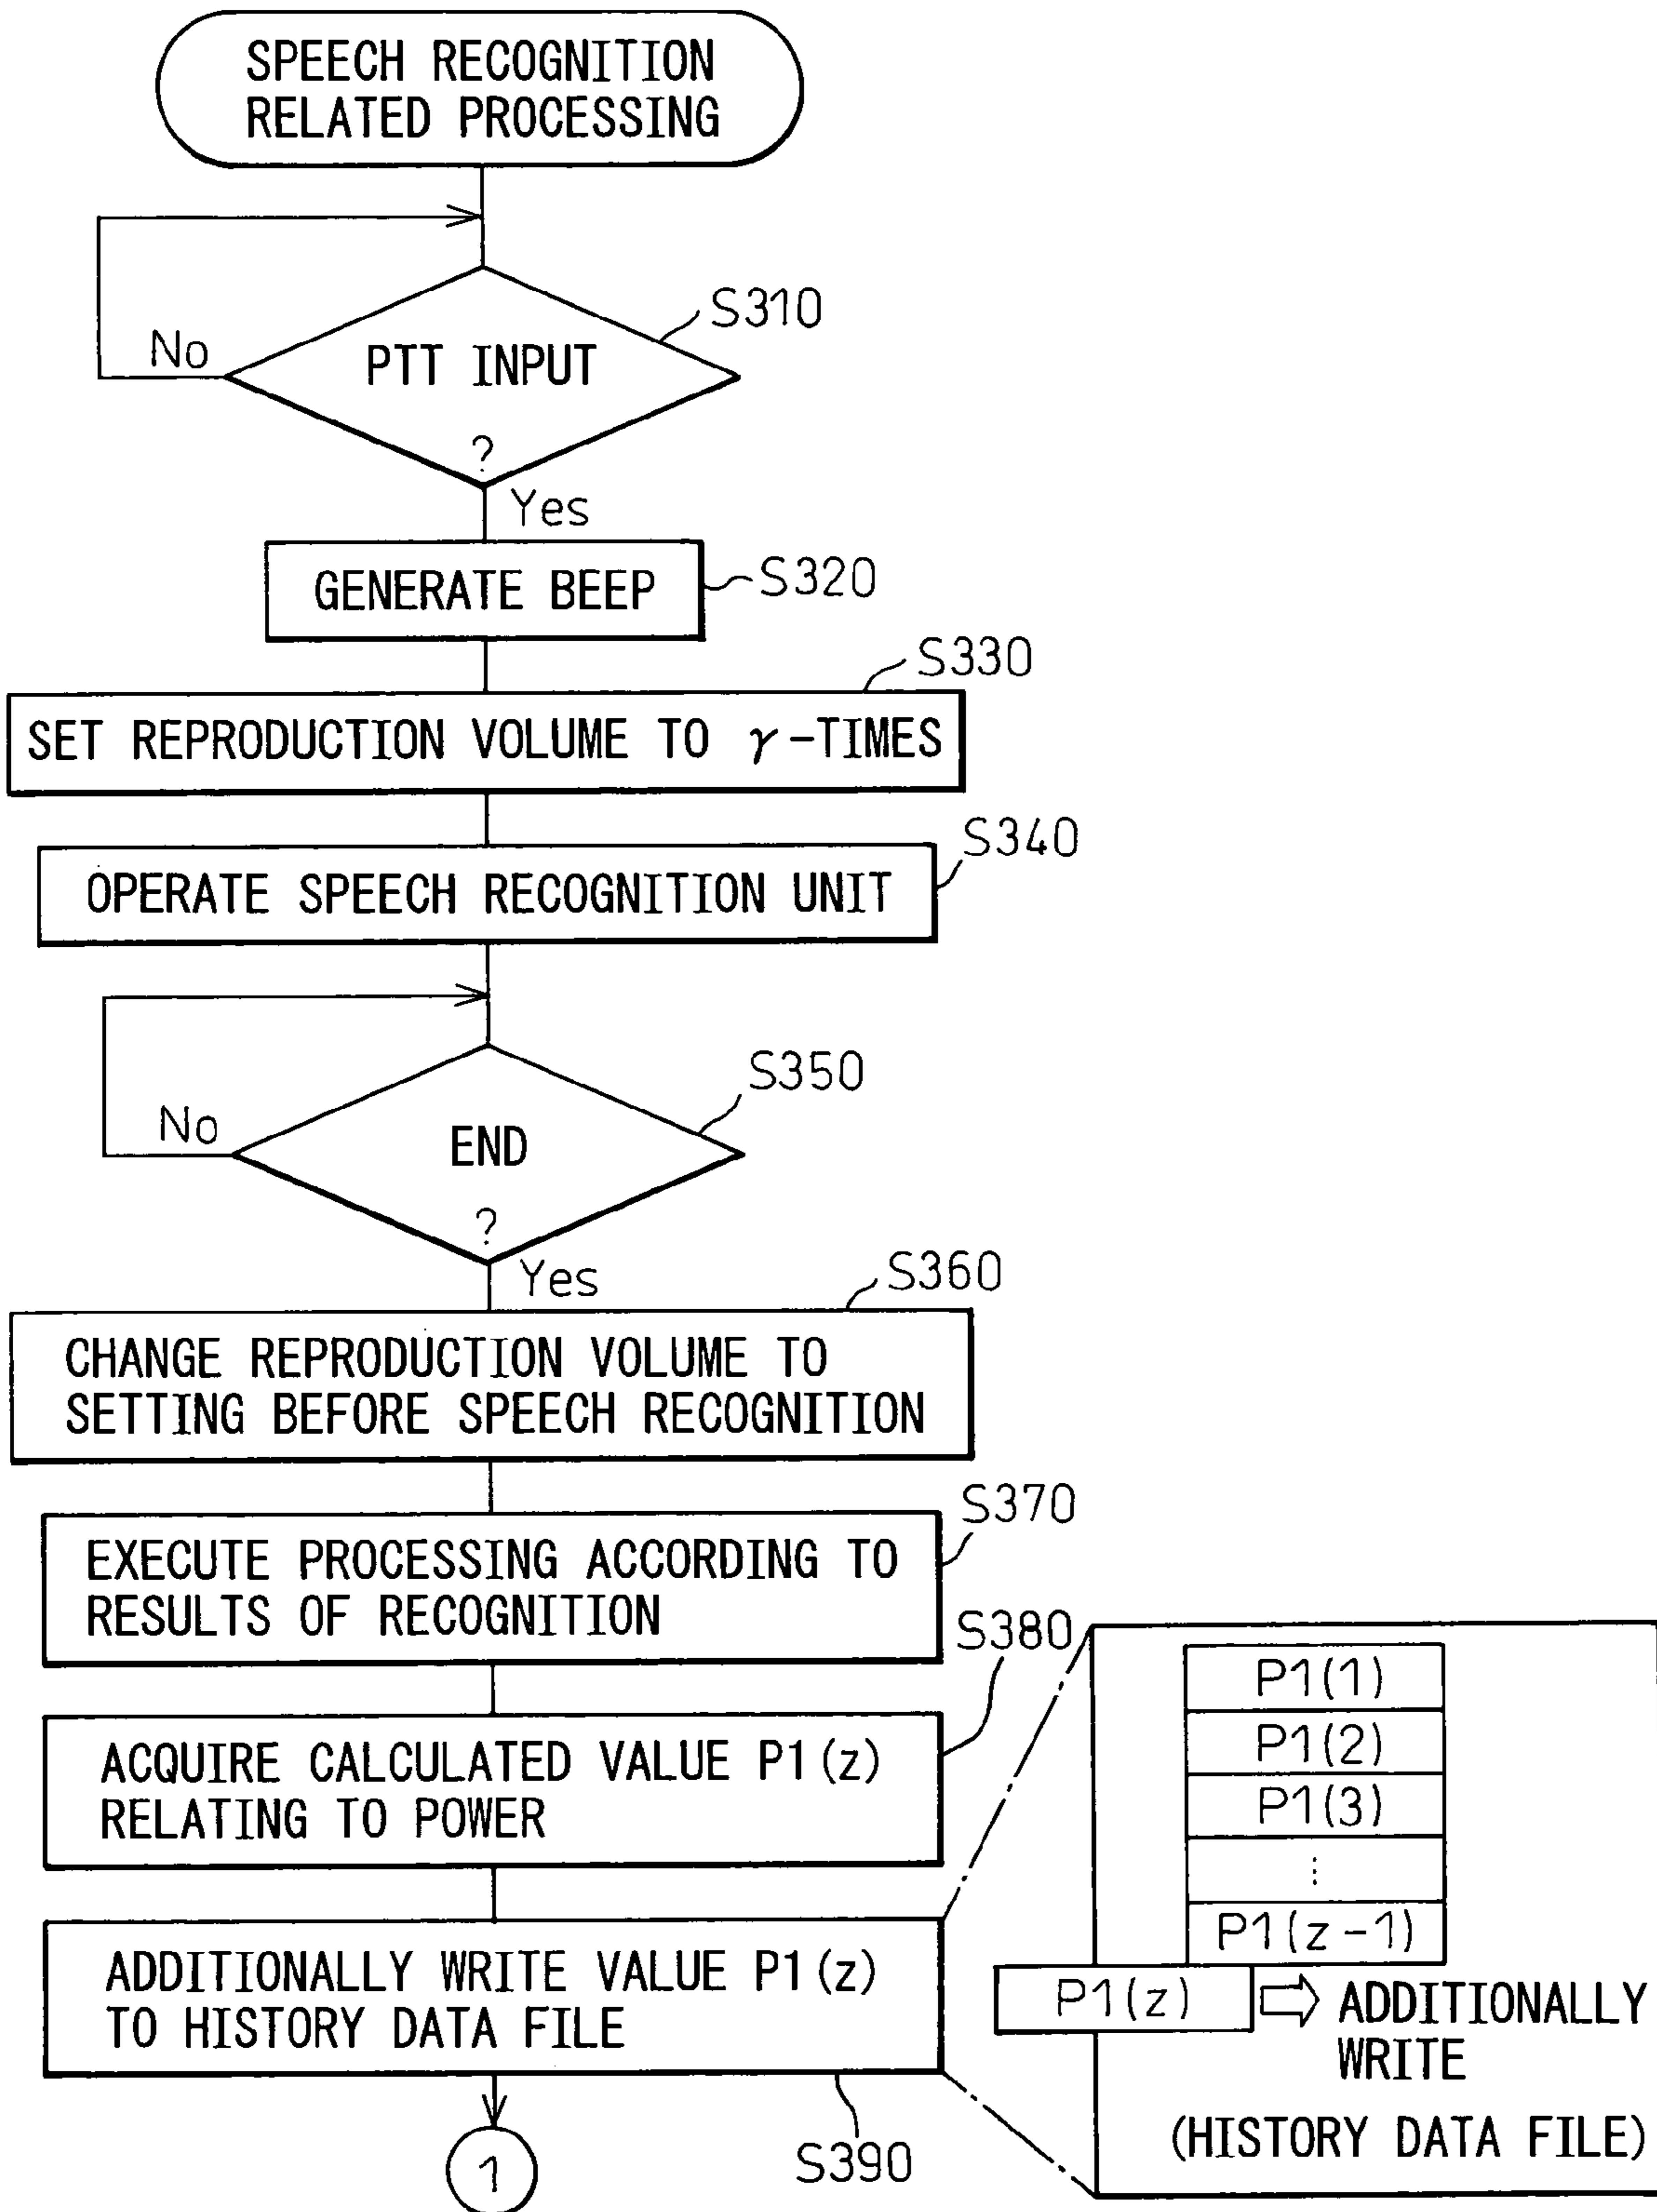 SPEECH RECOGNITION
RELATED PROCESSING
S310
No
PTT INPUT
?
Yes
GENERATE BEEP
S320
S330
SET REPRODUCTION VOLUME TO γ-TIMES
S340
OPERATE SPEECH RECOGNITION UNIT
S350
No
END
?
Yes
S360
CHANGE REPRODUCTION VOLUME TO
SETTING BEFORE SPEECH RECOGNITION
S370
EXECUTE PROCESSING ACCORDING TO
RESULTS OF RECOGNITION
S380
ACQUIRE CALCULATED VALUE P1(z)
RELATING TO POWER
ADDITIONALLY WRITE VALUE P1(z)
TO HISTORY DATA FILE
S390
1
P1(1)
P1(2)
P1(3)
⋮
P1(z-1)
P1(z) ⇨ ADDITIONALLY
WRITE
(HISTORY DATA FILE)